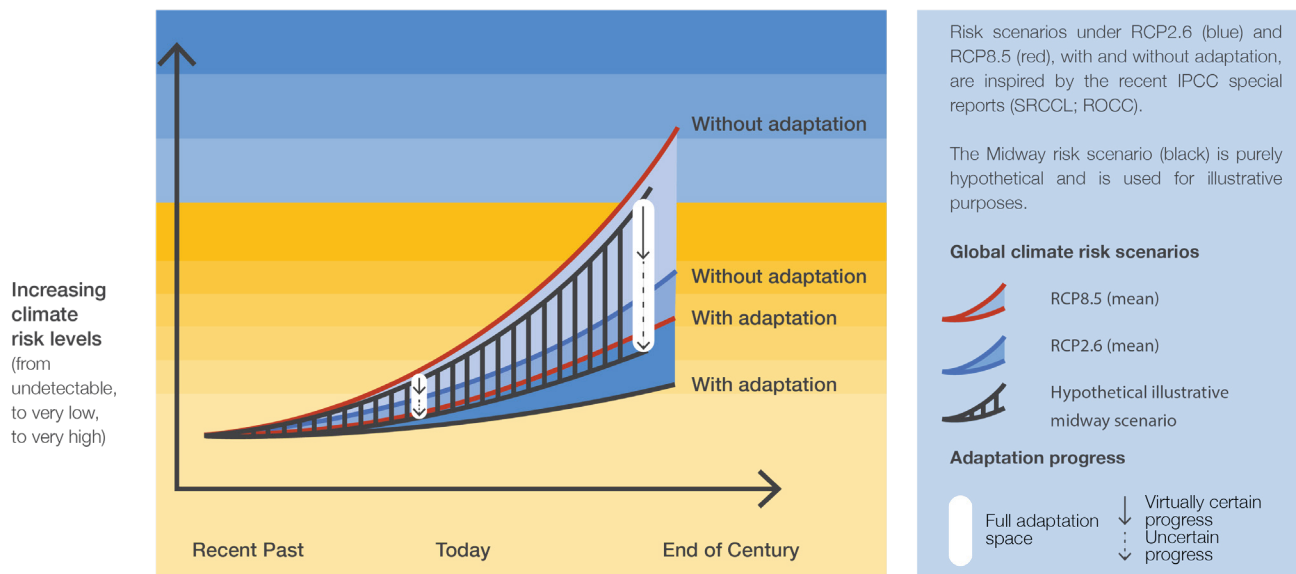 Increasing
climate
risk levels
(from
undetectable,
to very low,
to very high)
Without adaptation
Without adaptation
With adaptation
With adaptation
Recent Past
Today
End of Century
Risk scenarios under RCP2.6 (blue) and
RCP8.5 (red), with and without adaptation,
are inspired by the recent IPCC special
reports (SRCCL; ROCC).
The Midway risk scenario (black) is purely
hypothetical and is used for illustrative
purposes.
Global climate risk scenarios
RCP8.5 (mean)
RCP2.6 (mean)
Hypothetical illustrative
midway scenario
Adaptation progress
Full adaptation
space
Virtually certain
progress
Uncertain
progress